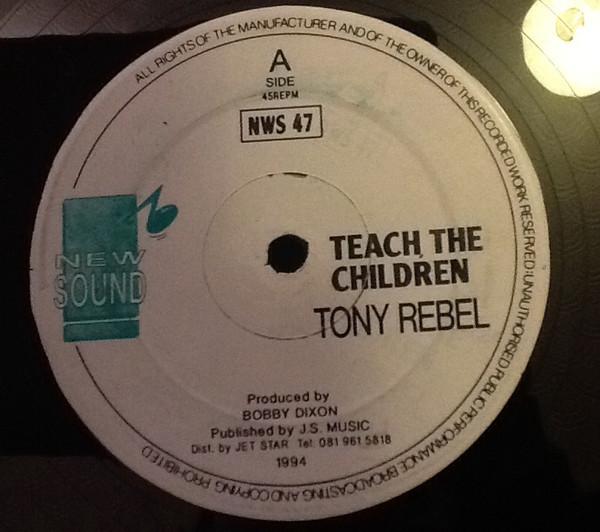 ALL RIGHTS OF THE MANUFACTURER AND OF THE OWNER OF THIS RECORDED WORK RESERVED:UNAUTHORISED PUBLIC PERFORMANCE BROADCASTING AND COPYING PROHIBITED
A
SIDE
45REPM
NWS 47
NEW
SOUND
TEACH THE
CHILDREN
TONY REBEL
Produced by
BOBBY DIXON
Published by J.S. MUSIC
Dist. by JET STAR Tel: 081 961 5818
1994